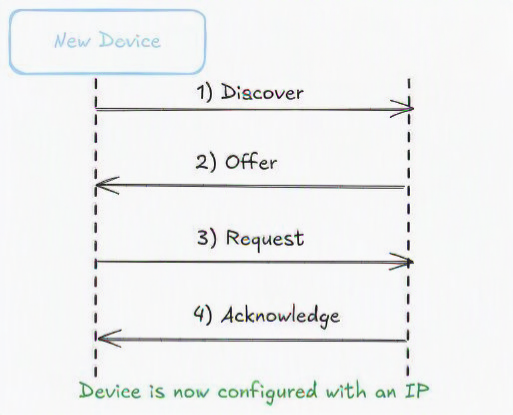 New Device
1) Discover
2) Offer
3) Request
4) Acknowledge
Device is now configured with an IP